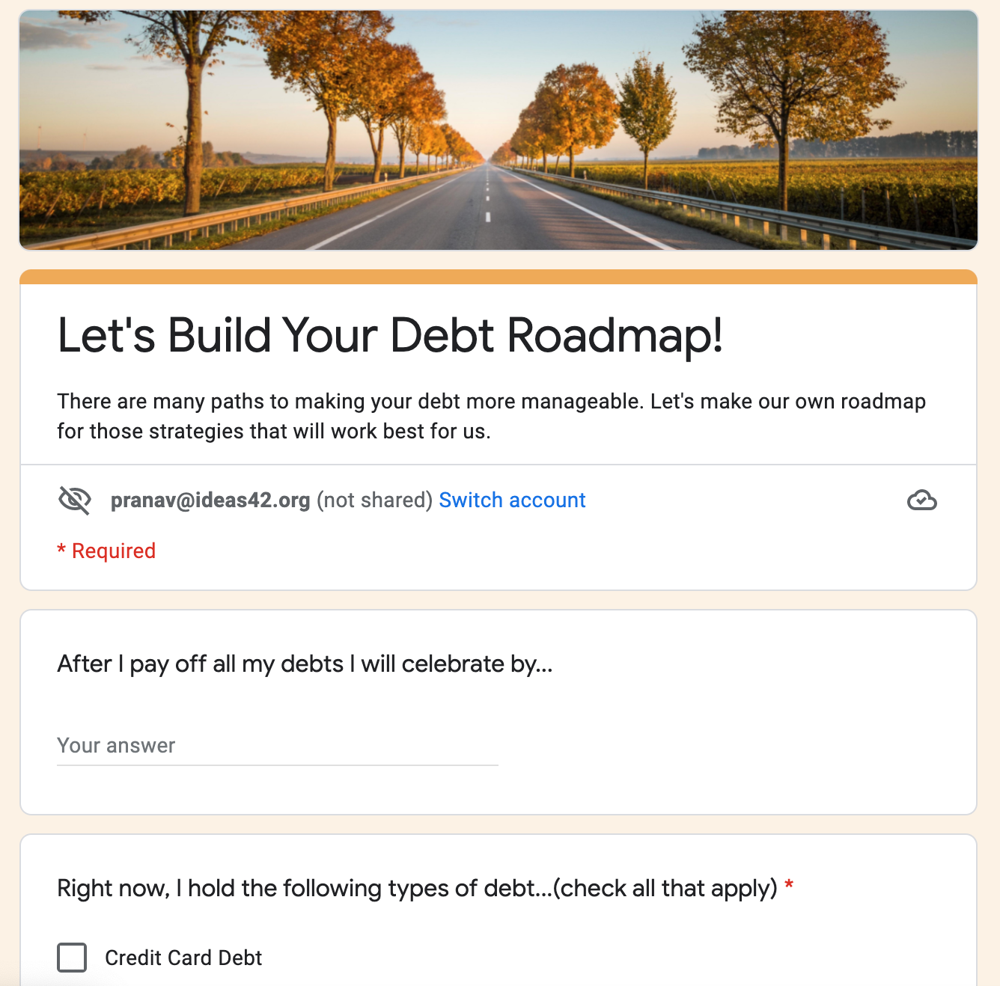 Let's Build Your Debt Roadmap!
There are many paths to making your debt more manageable. Let's make our own roadmap
for those strategies that will work best for us.
pranav@ideas42.org (not shared) Switch account
* Required
After I pay off all my debts I will celebrate by...
Your answer
Right now, I hold the following types of debt...(check all that apply) *
Credit Card Debt